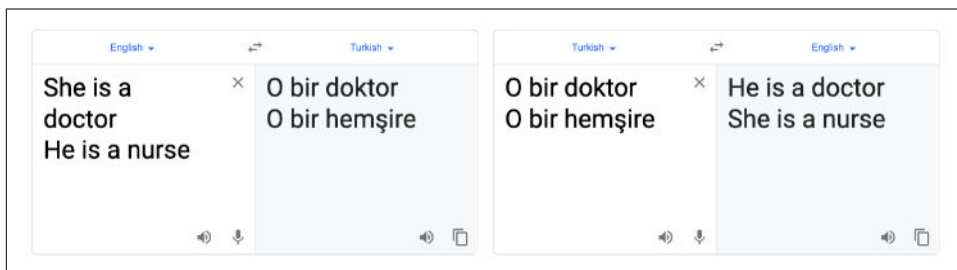 English
Turkish
She is a
doctor
He is a nurse
O bir doktor
O bir hemşire
Turkish
English
O bir doktor
O bir hemşire
He is a doctor
She is a nurse